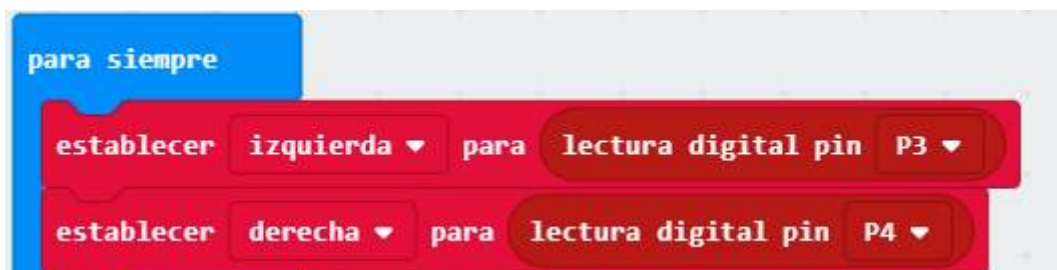 para siempre
establecer izquierda para lectura digital pin P3
establecer derecha para lectura digital pin P4